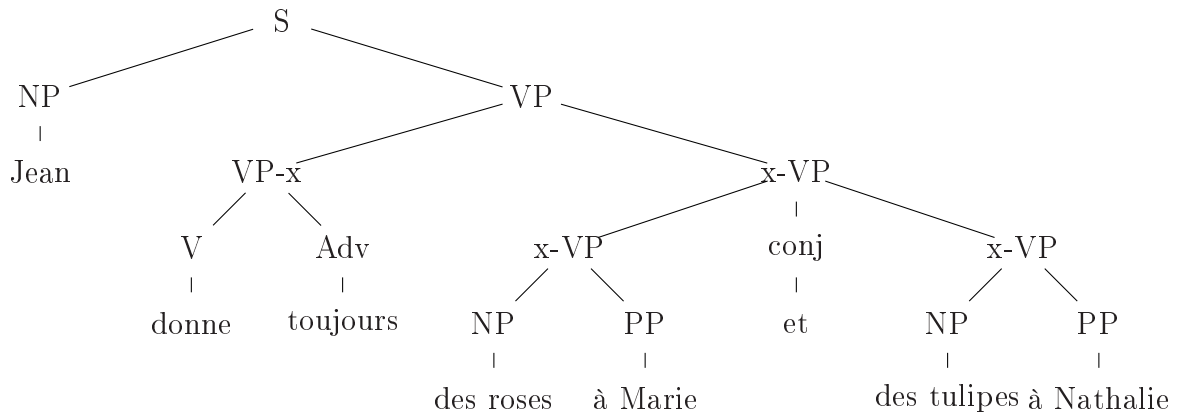 S
NP VP
Jean VP-x x-VP
V Adv x-VP conj x-VP
donne toujours NP PP et NP PP
des roses à Marie des tulipes à Nathalie